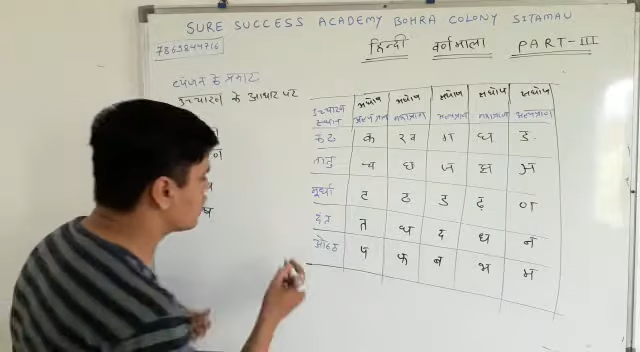 SURE SUCCESS ACADEMY BOHRA COLONY SITAMAU
7869844716
हिन्दी वर्णमाला PART-III
व्यंजन के प्रकार
उच्चारण के आधार पर
उच्चारण स्थान अघोष अल्पप्राण अघोष महाप्राण सघोष अल्पप्राण सघोष महाप्राण सघोष अल्पप्राण
कंठ क ख ग घ ङ
तालु च छ ज झ ञ
मूर्धा ट ठ ड ढ़ ण
दंत त थ द ध न
ओष्ठ प फ ब भ म